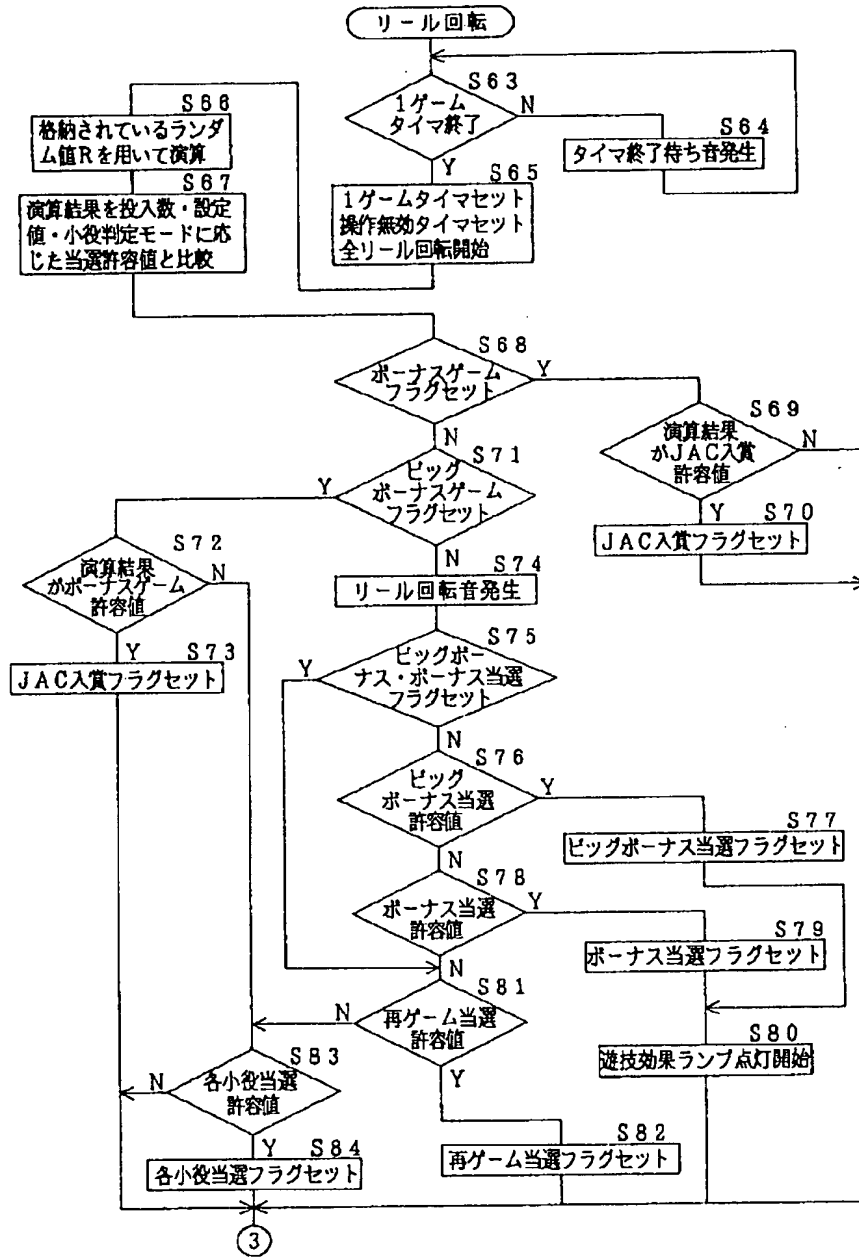 リール回転
S63
1ゲーム
タイマ終了
N
S64
タイマ終了待ち音発生
Y
S65
1ゲームタイマセット
操作無効タイマセット
全リール回転開始
S66
格納されているランダ
ム値Rを用いて演算
S67
演算結果を投入数・設定
値・小役判定モードに応
じた当選許容値と比較
S68
ボーナスゲーム
フラグセット
Y
N
S69
演算結果
がJAC入賞
許容値
N
Y
S70
JAC入賞フラグセット
S71
ビッグ
ボーナスゲーム
フラグセット
Y
N
S72
演算結果
がボーナスゲーム
許容値
N
Y
S73
JAC入賞フラグセット
S74
リール回転音発生
S75
ビッグボー
ナス・ボーナス当選
フラグセット
Y
N
S76
ビッグ
ボーナス当選
許容値
Y
N
S77
ビッグボーナス当選フラグセット
S78
ボーナス当選
許容値
Y
N
S79
ボーナス当選フラグセット
S80
遊技効果ランプ点灯開始
S81
再ゲーム当選
許容値
N
Y
S82
再ゲーム当選フラグセット
S83
各小役当選
許容値
N
Y
S84
各小役当選フラグセット
3